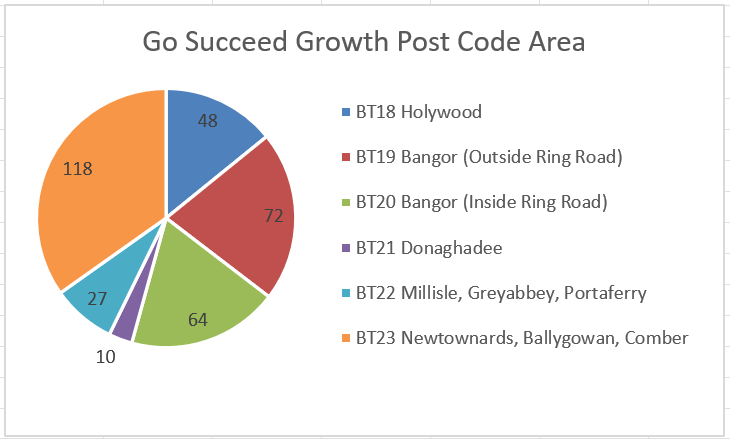 Go Succeed Growth Post Code Area
48
72
64
10
27
118
BT18 Holywood
BT19 Bangor (Outside Ring Road)
BT20 Bangor (Inside Ring Road)
BT21 Donaghadee
BT22 Millisle, Greyabbey, Portaferry
BT23 Newtownards, Ballygowan, Comber